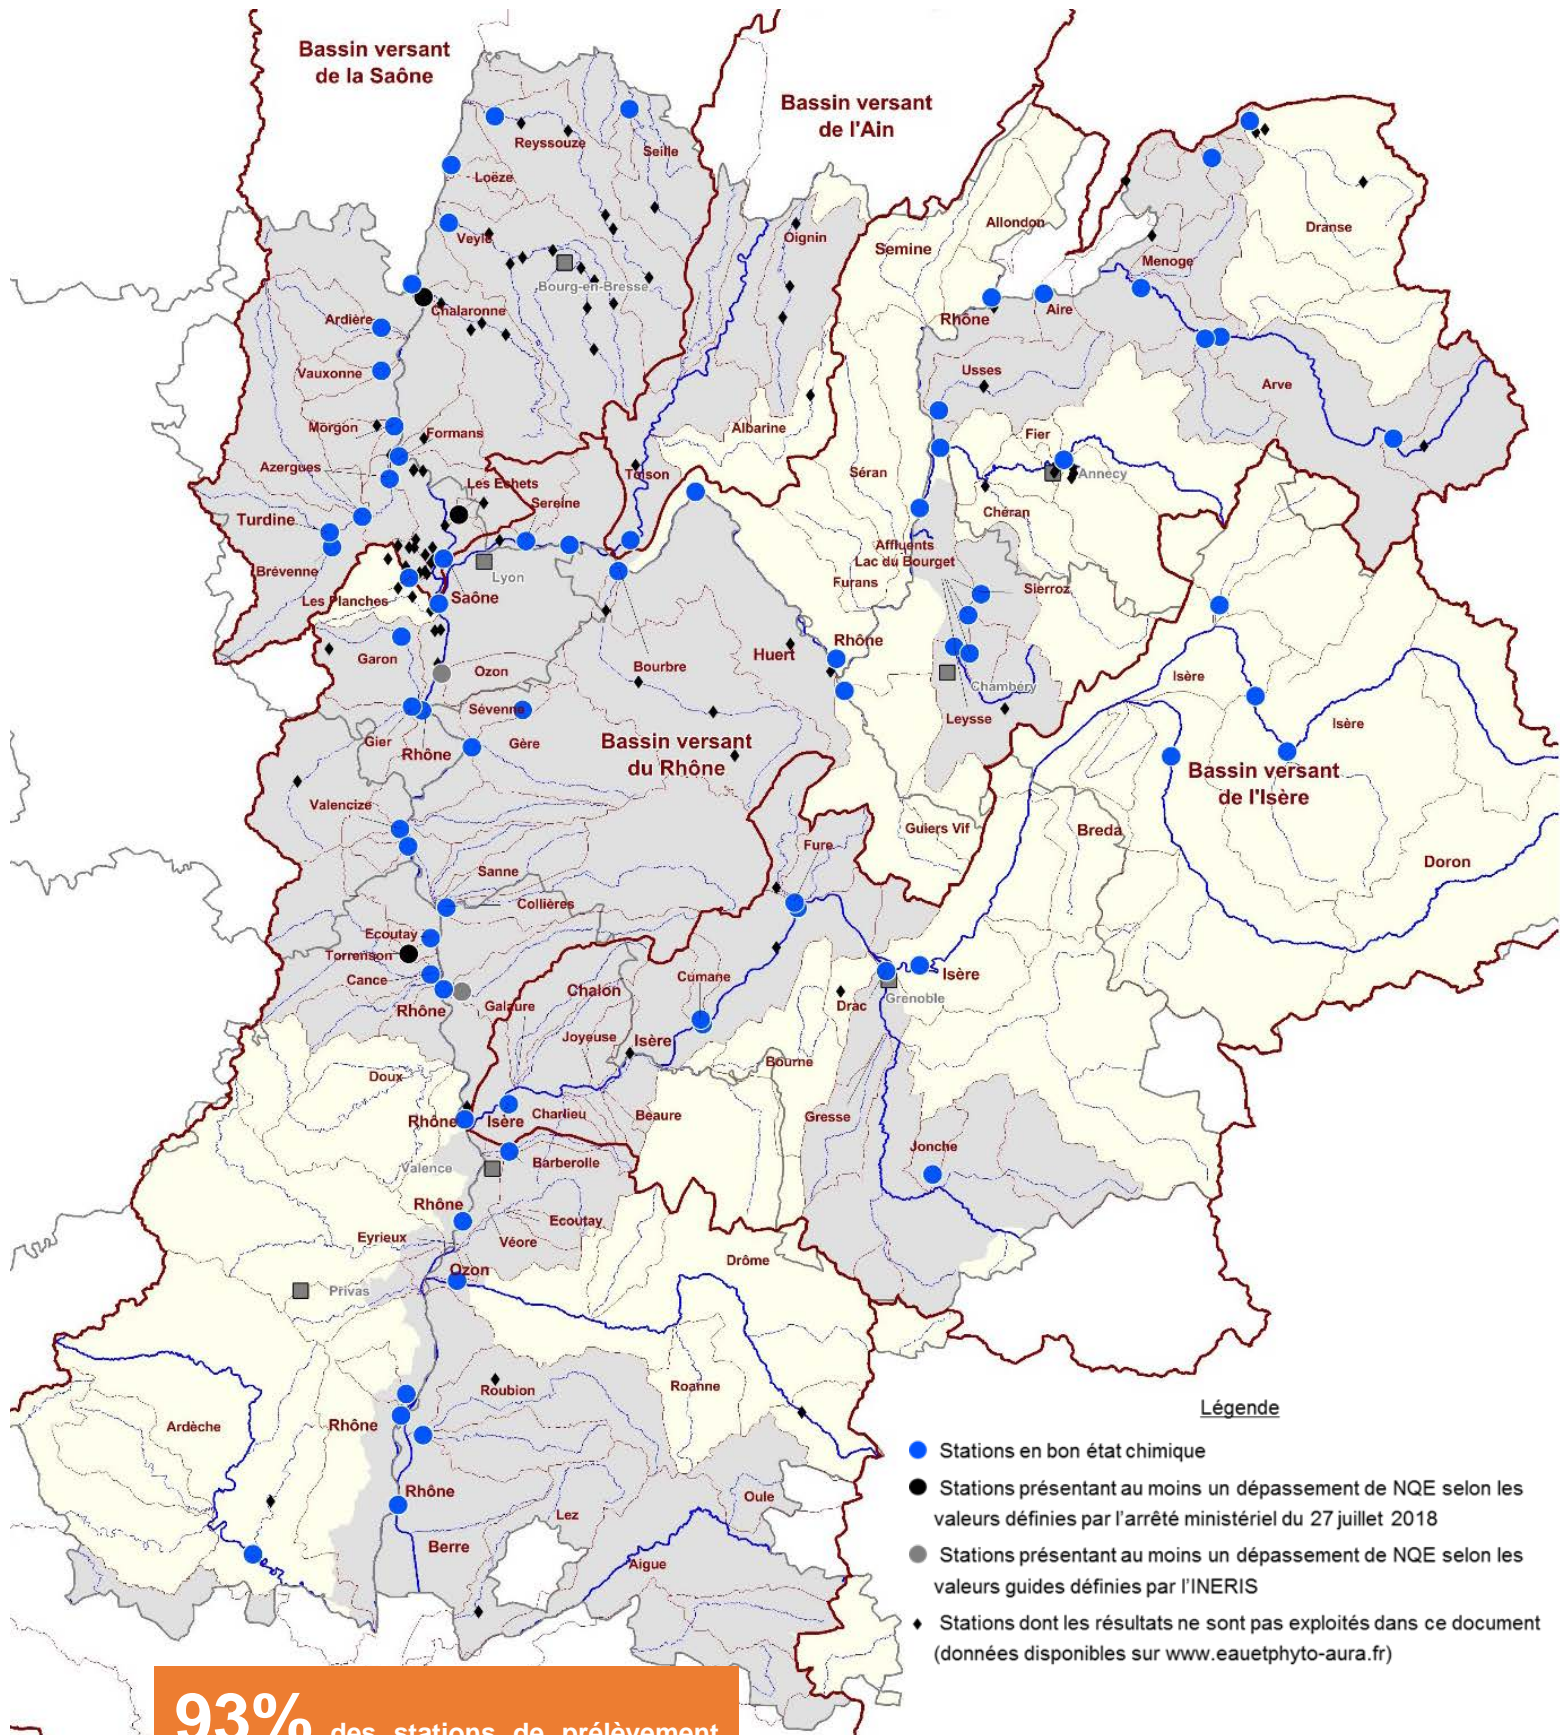 Bassin versant
de la Saône
Bassin versant
de l'Ain
Reyssouze
Seille
Loëze
Veyle
Oignin
Semine
Allondon
Dranse
Menoge
Bourg-en-Bresse
Chalaronne
Ardière
Rhône
Aire
Vauxonne
Usses
Arve
Morgon
Formans
Albarine
Fier
Azergues
Toison
Séran
Annecy
Les Echets
Sereine
Chéran
Turdine
Affluents
Lac du Bourget
Brévenne
Lyon
Furans
Sierroz
Les Planches
Saône
Rhône
Garon
Ozon
Bourbre
Huert
Isère
Chambéry
Sévenne
Leysse
Isère
Gier
Rhône
Gère
Bassin versant
du Rhône
Bassin versant
de l'Isère
Valencize
Guiers Vif
Breda
Fure
Doron
Sanne
Collières
Ecoutay
Torrenson
Cance
Cumane
Isère
Chalon
Grenoble
Rhône
Galaure
Drac
Joyeuse
Isère
Bourne
Doux
Rhône
Isère
Charlieu
Beaure
Gresse
Jonche
Valence
Barberolle
Rhône
Ecoutay
Eyrieux
Véore
Drôme
Ozon
Privas
Roubion
Roanne
Légende
Ardèche
Rhône
Stations en bon état chimique
Stations présentant au moins un dépassement de NQE selon les
valeurs définies par l'arrêté ministériel du 27 juillet 2018
Rhône
Oule
Lez
Berre
Stations présentant au moins un dépassement de NQE selon les
valeurs guides définies par l'INERIS
Aigue
Stations dont les résultats ne sont pas exploités dans ce document
(données disponibles sur www.eauetphyto-aura.fr)
93% des stations de prélèvement